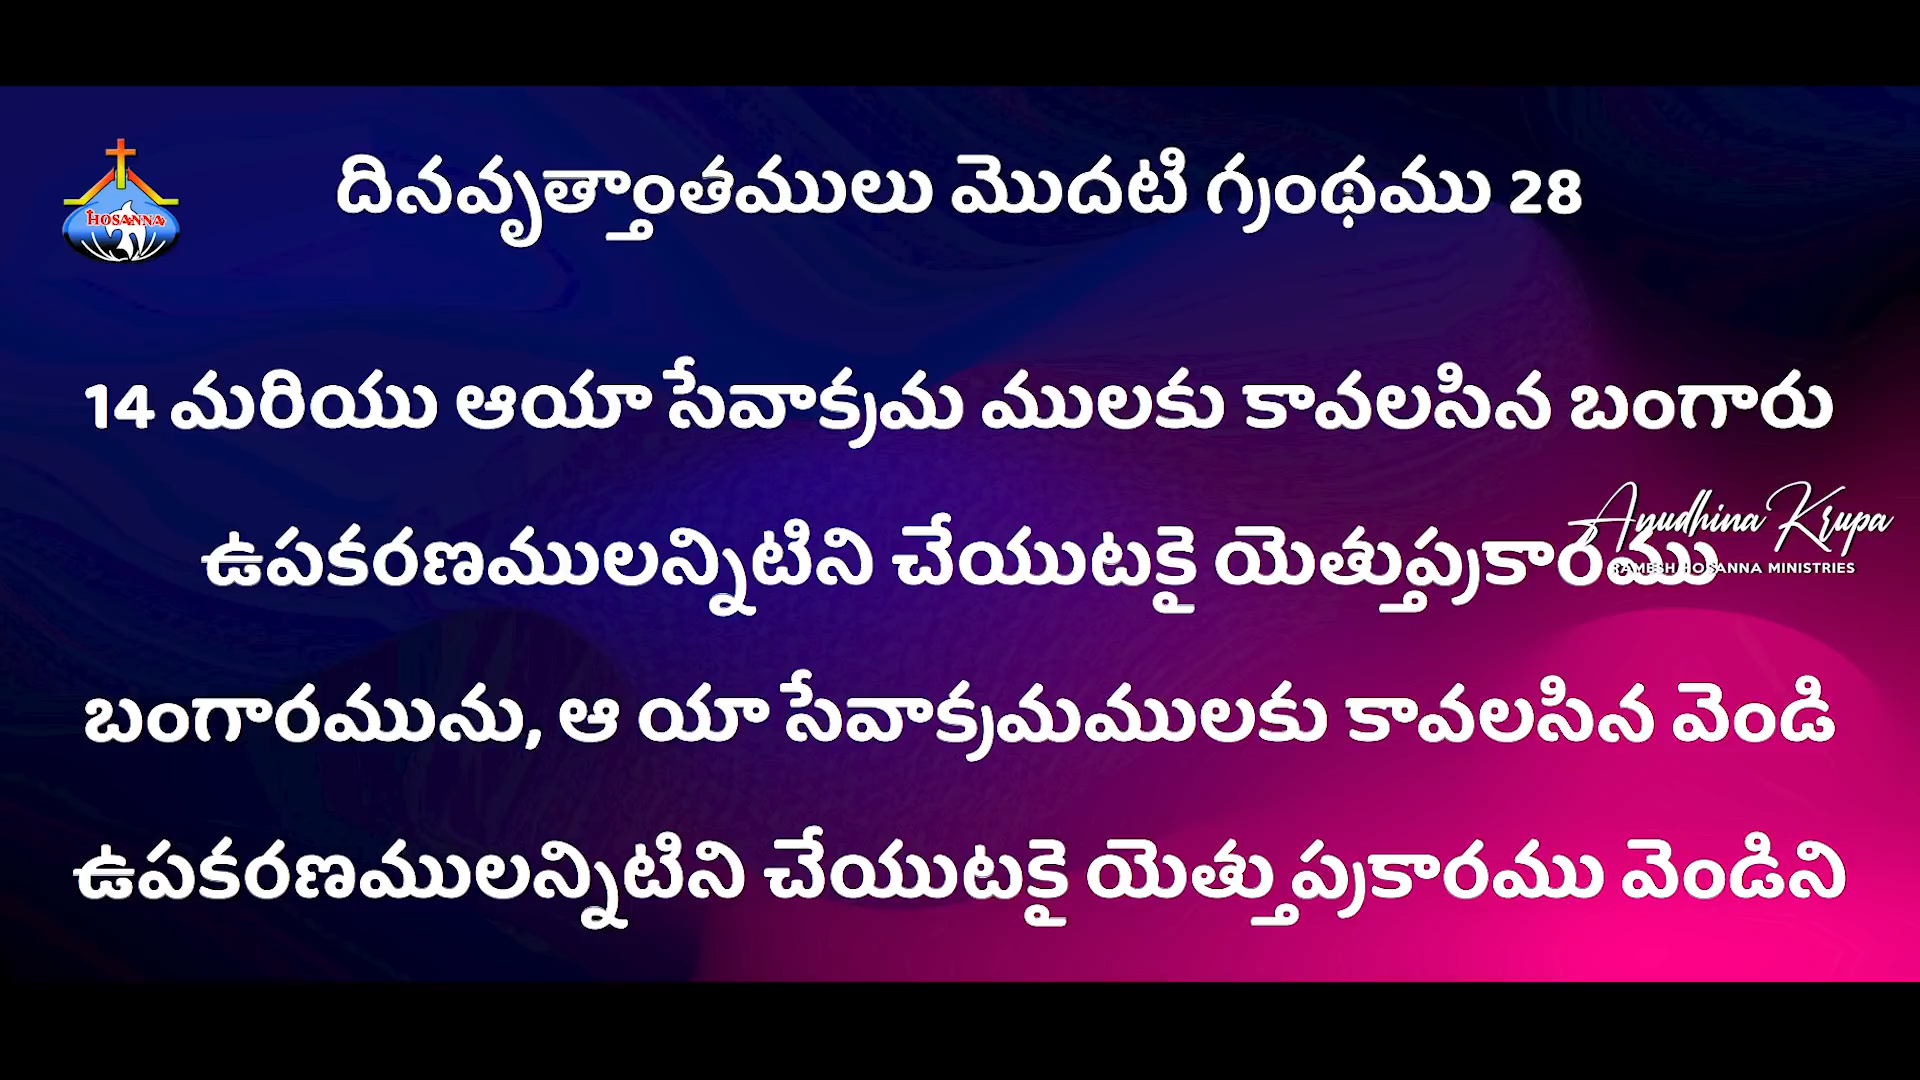 HOSANNA
దినవృత్తాంతములు మొదటి గ్రంథము 28
14 మరియు ఆయా సేవాక్రమ ములకు కావలసిన బంగారు
Anudhina Krupa
ఉపకరణములన్నిటిని చేయుటకై యెత్తుప్రకారము
RAMESH HOSANNA MINISTRIES
బంగారమును, ఆ యా సేవాక్రమములకు కావలసిన వెండి
ఉపకరణములన్నిటిని చేయుటకై యెత్తు ప్రకారము వెండిని